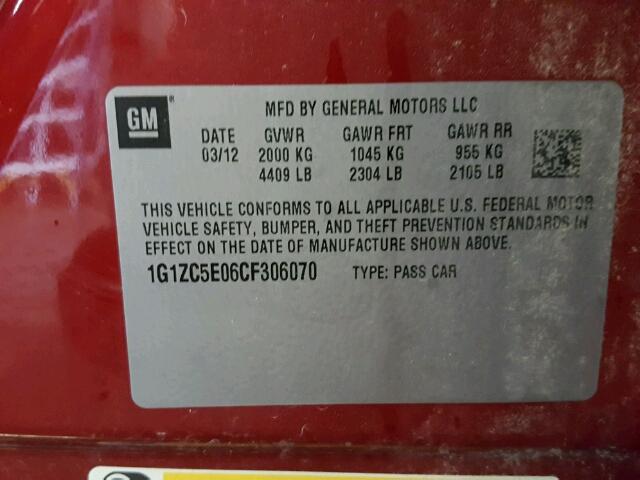 GM ®
MFD BY GENERAL MOTORS LLC
DATE GVWR GAWR FRT GAWR RR
03/12 2000 KG 1045 KG 955 KG
4409 LB 2304 LB 2105 LB
THIS VEHICLE CONFORMS TO ALL APPLICABLE U.S. FEDERAL MOTOR
VEHICLE SAFETY, BUMPER, AND THEFT PREVENTION STANDARDS IN
EFFECT ON THE DATE OF MANUFACTURE SHOWN ABOVE.
1G1ZC5E06CF306070 TYPE: PASS CAR